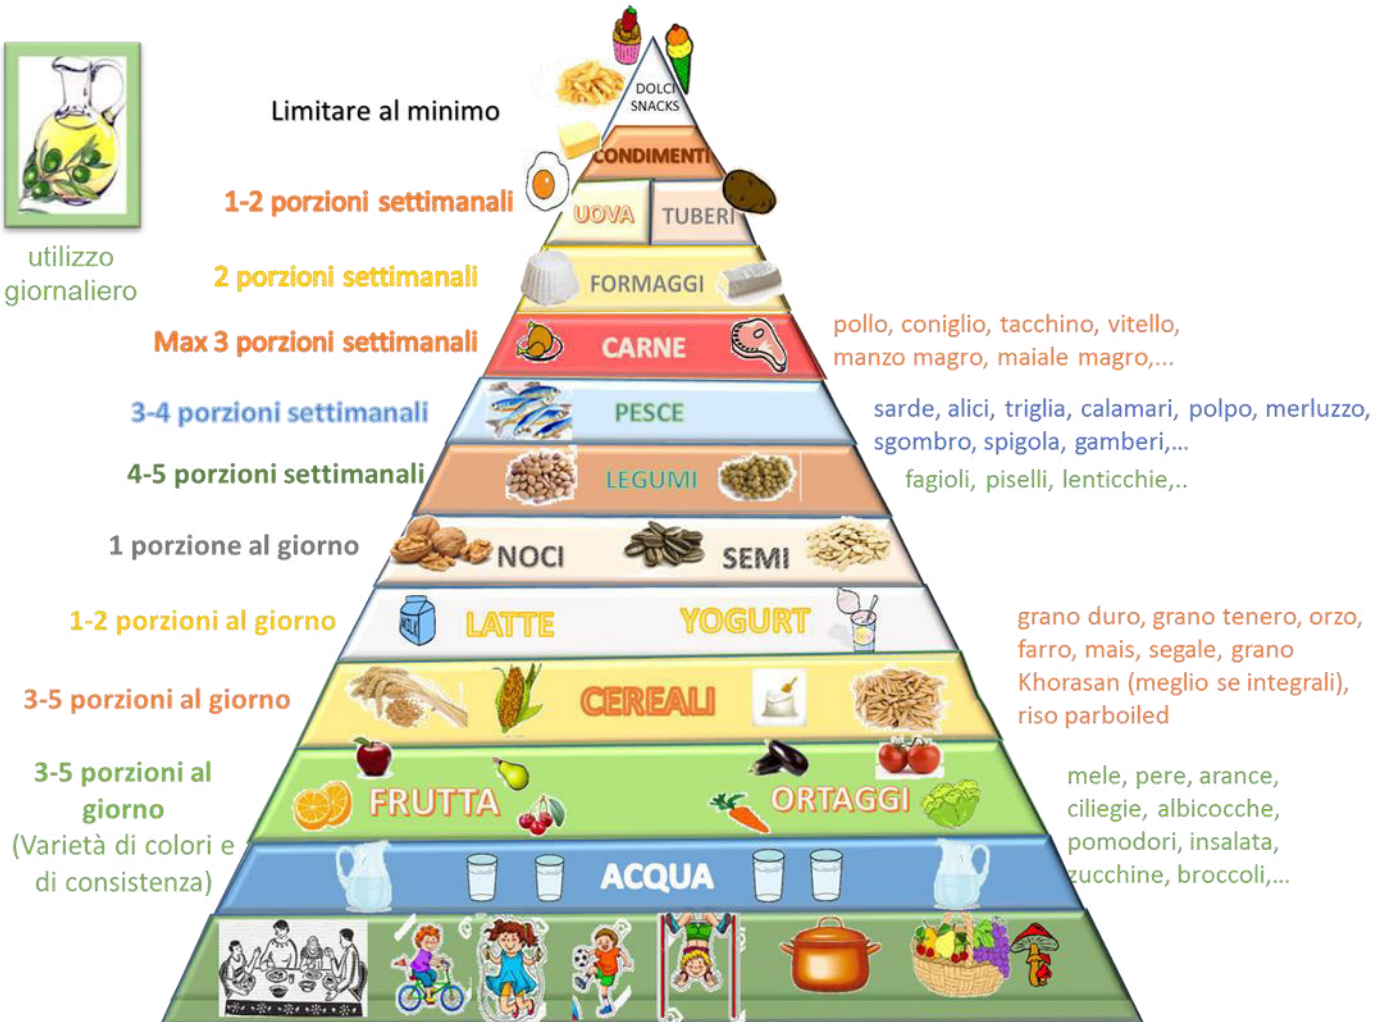 DOLCI
SNACKS
Limitare al minimo
CONDIMENTI
1-2 porzioni settimanali
UOVA
TUBERI
utilizzo
giornaliero
2 porzioni settimanali
FORMAGGI
Max 3 porzioni settimanali
CARNE
pollo, coniglio, tacchino, vitello,
manzo magro, maiale magro,...
3-4 porzioni settimanali
PESCE
sarde, alici, triglia, calamari, polpo, merluzzo,
sgombro, spigola, gamberi,...
4-5 porzioni settimanali
LEGUMI
fagioli, piselli, lenticchie,..
1 porzione al giorno
NOCI
SEMI
1-2 porzioni al giorno
MILK
LATTE
YOGURT
grano duro, grano tenero, orzo,
farro, mais, segale, grano
Khorasan (meglio se integrali),
riso parboiled
3-5 porzioni al giorno
CEREALI
3-5 porzioni al
giorno
(Varietà di colori e
di consistenza)
FRUTTA
ORTAGGI
mele, pere, arance,
ciliegie, albicocche,
pomodori, insalata,
zucchine, broccoli,...
ACQUA